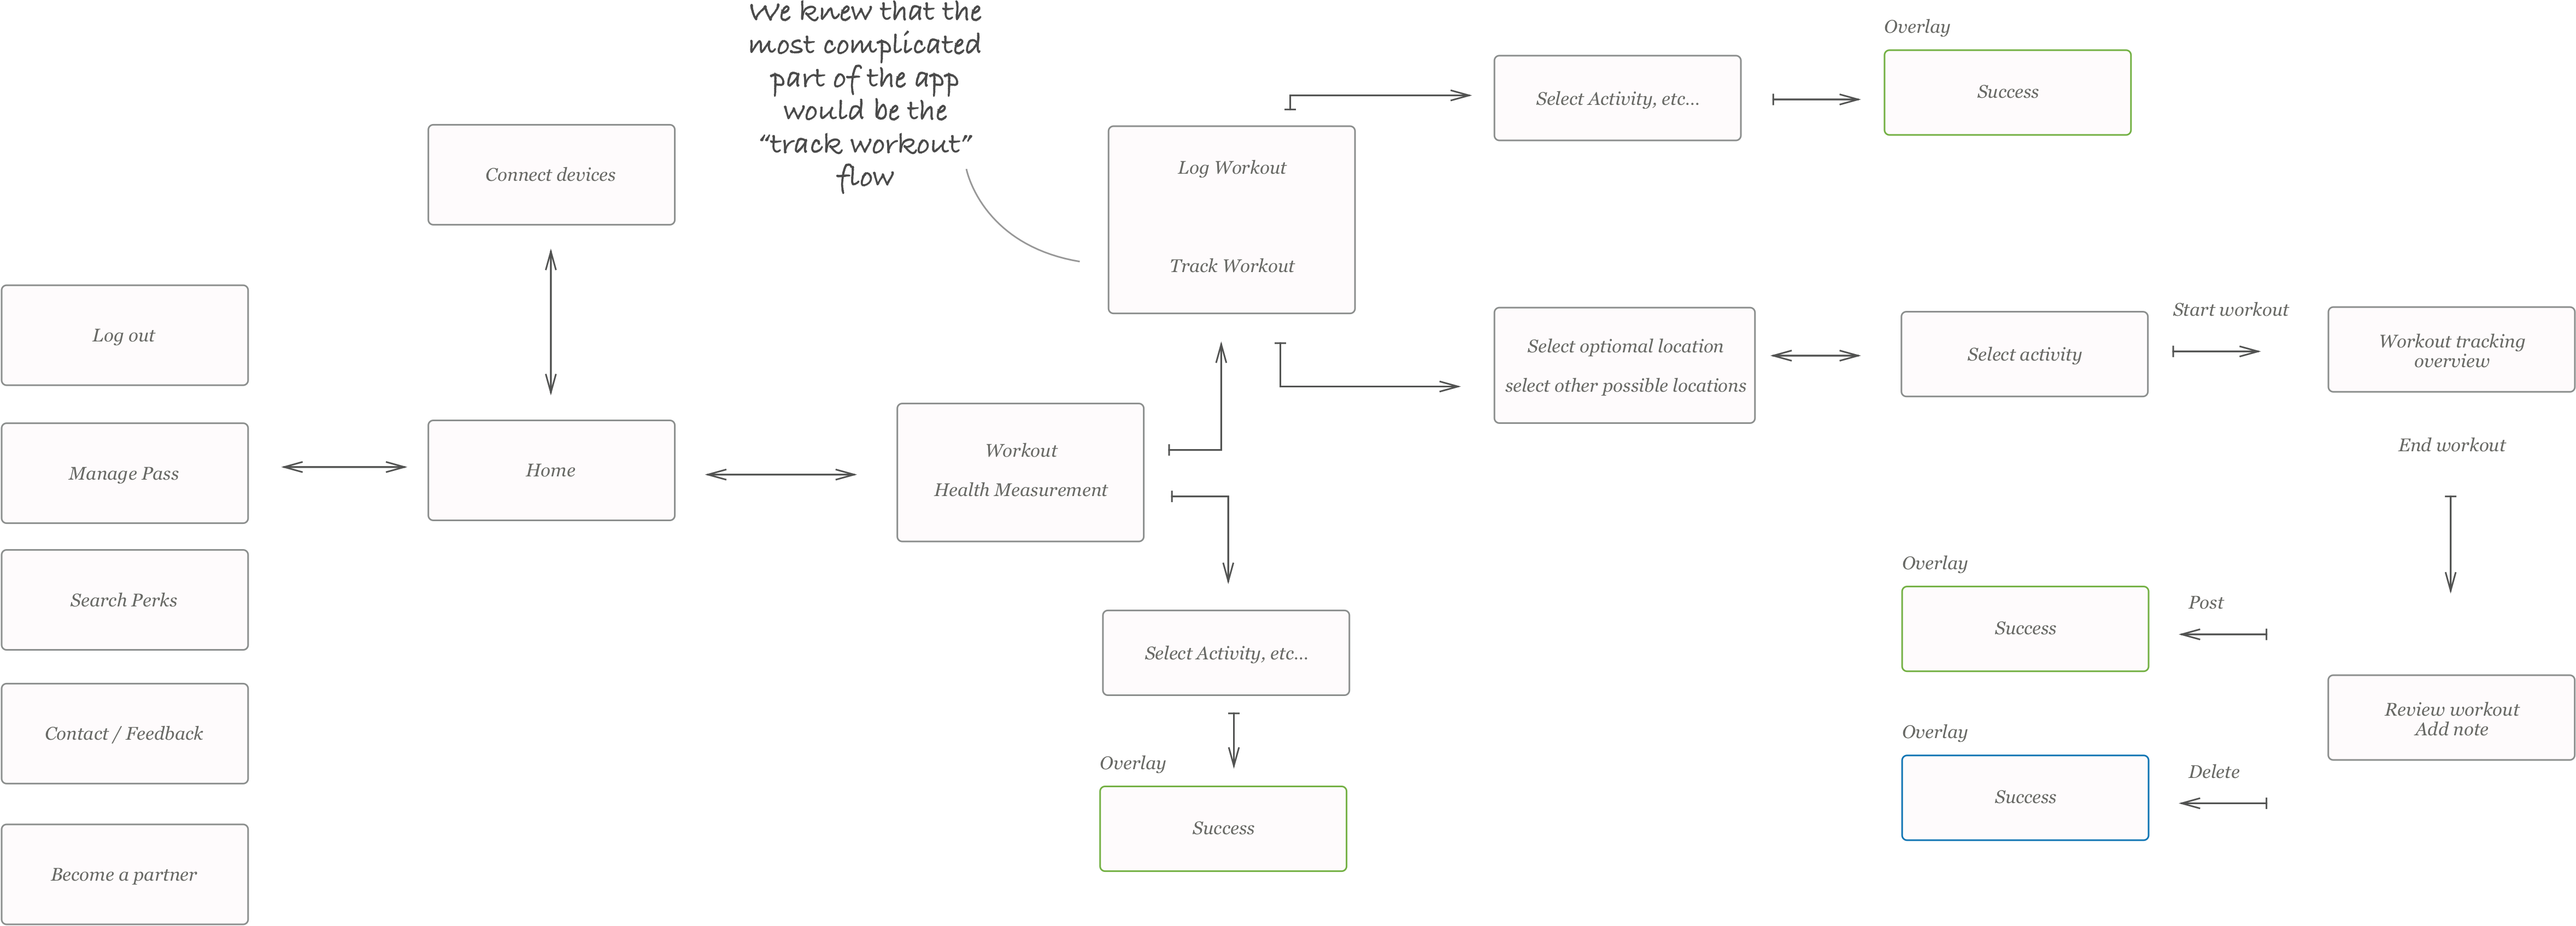 We knew that the
most complicated
part of the app
would be the
“track workout”
flow
Overlay
Success
Select Activity, etc...
Log Workout
Track Workout
Connect devices
Log out
Manage Pass
Search Perks
Contact / Feedback
Become a partner
Home
Workout
Health Measurement
Select optiomal location
select other possible locations
Select activity
Start workout
Workout tracking
overview
End workout
Select Activity, etc...
Overlay
Success
Overlay
Success
Post
Overlay
Success
Delete
Review workout
Add note